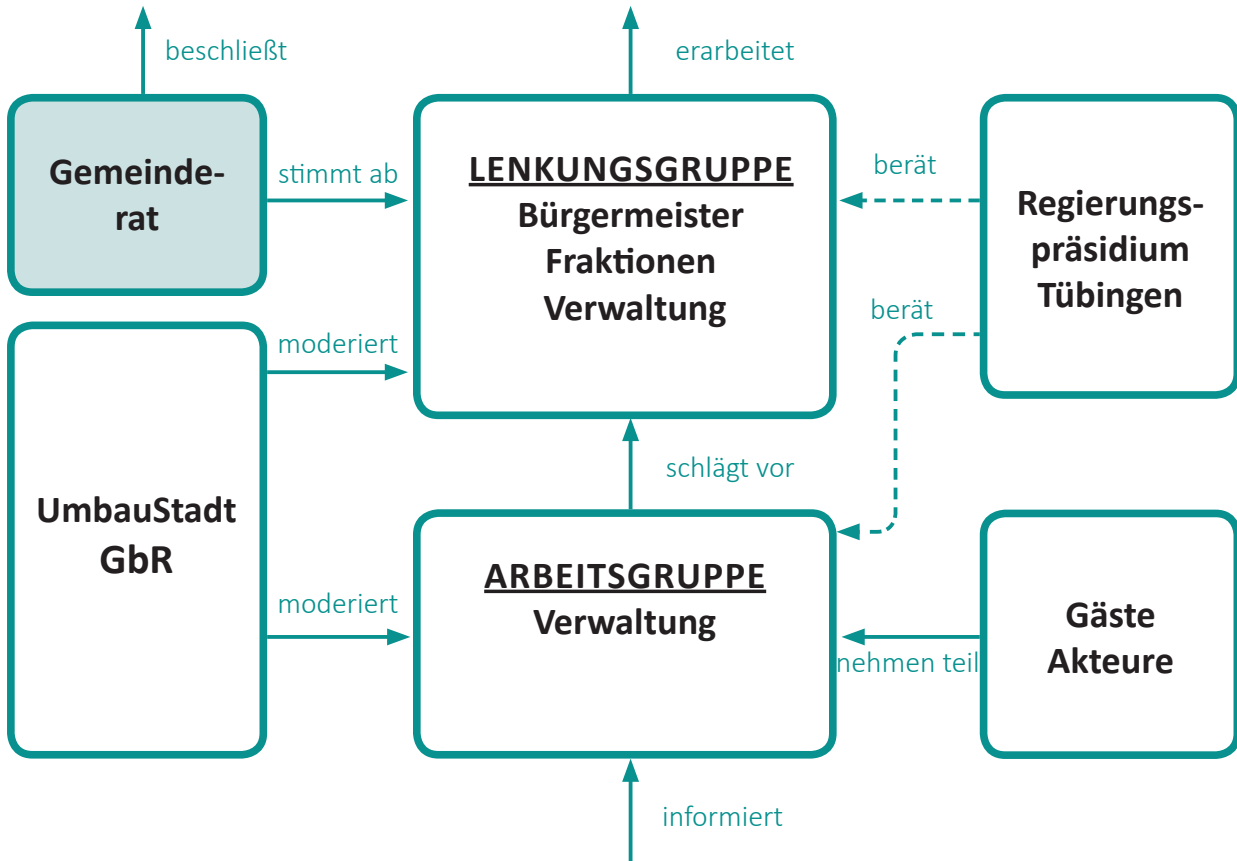 beschließt
erarbeitet
Gemeinde-
rat
stimmt ab
LENKUNGSGRUPPE
Bürgermeister
Fraktionen
Verwaltung
berät
Regierungs-
präsidium
Tübingen
berät
moderiert
schlägt vor
UmbauStadt
GbR
moderiert
ARBEITSGRUPPE
Verwaltung
nehmen teil
Gäste
Akteure
informiert